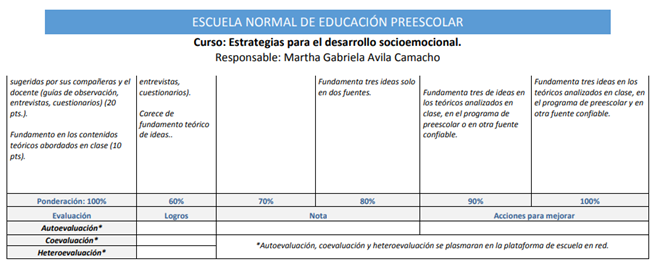 ESCUELA NORMAL DE EDUCACIÓN PREESCOLAR
Curso: Estrategias para el desarrollo socioemocional.
Responsable: Martha Gabriela Avila Camacho
sugeridas por sus compañeras y el
docente (guías de observación,
entrevistas, cuestionarios) (20
pts.).
Fundamento en los contenidos
teóricos abordados en clase (10
pts).
entrevistas,
cuestionarios).
Carece de
fundamento teórico
de ideas..
Fundamenta tres ideas solo
en dos fuentes.
Fundamenta tres de ideas en
los teóricos analizados en
clase, en el programa de
preescolar o en otra fuente
confiable.
Fundamenta tres ideas en los
teóricos analizados en clase,
en el programa de preescolar y en
otra fuente confiable.
Ponderación: 100% 60% 70% 80% 90% 100%
Evaluación Logros Nota Acciones para mejorar
Autoevaluación*
Coevaluación*
Heteroevaluación*
*Autoevaluación, coevaluación y heteroevaluación se plasmaran en la plataforma de escuela en red.